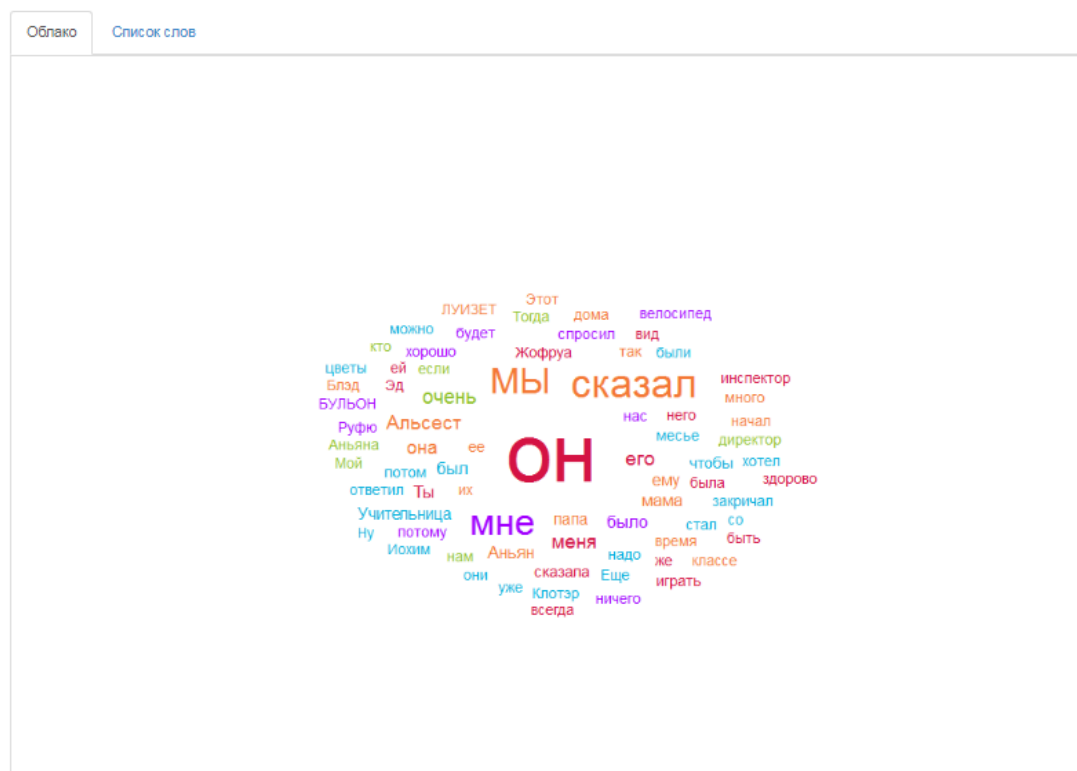 Облако Список слов
Этот
ЛУИЗЕТ Тогда дома велосипед
можно будет спросил вид
кто хорошо Жофруа так были
цветы ей если
Блэд Эд МЫ сказал инспектор
БУЛЬОН очень много
Руфю Альсест нас него начал
Аньяна она ее месье директор
Мой ОН его чтобы хотел
потом был ему была здорово
ответил Ты их мама закричал
Учительница мне папа было стал со
Ну потому меня время быть
Иохим нам Аньян надо же классе
они сказала Еще играть
уже Клотэр ничего
всегда